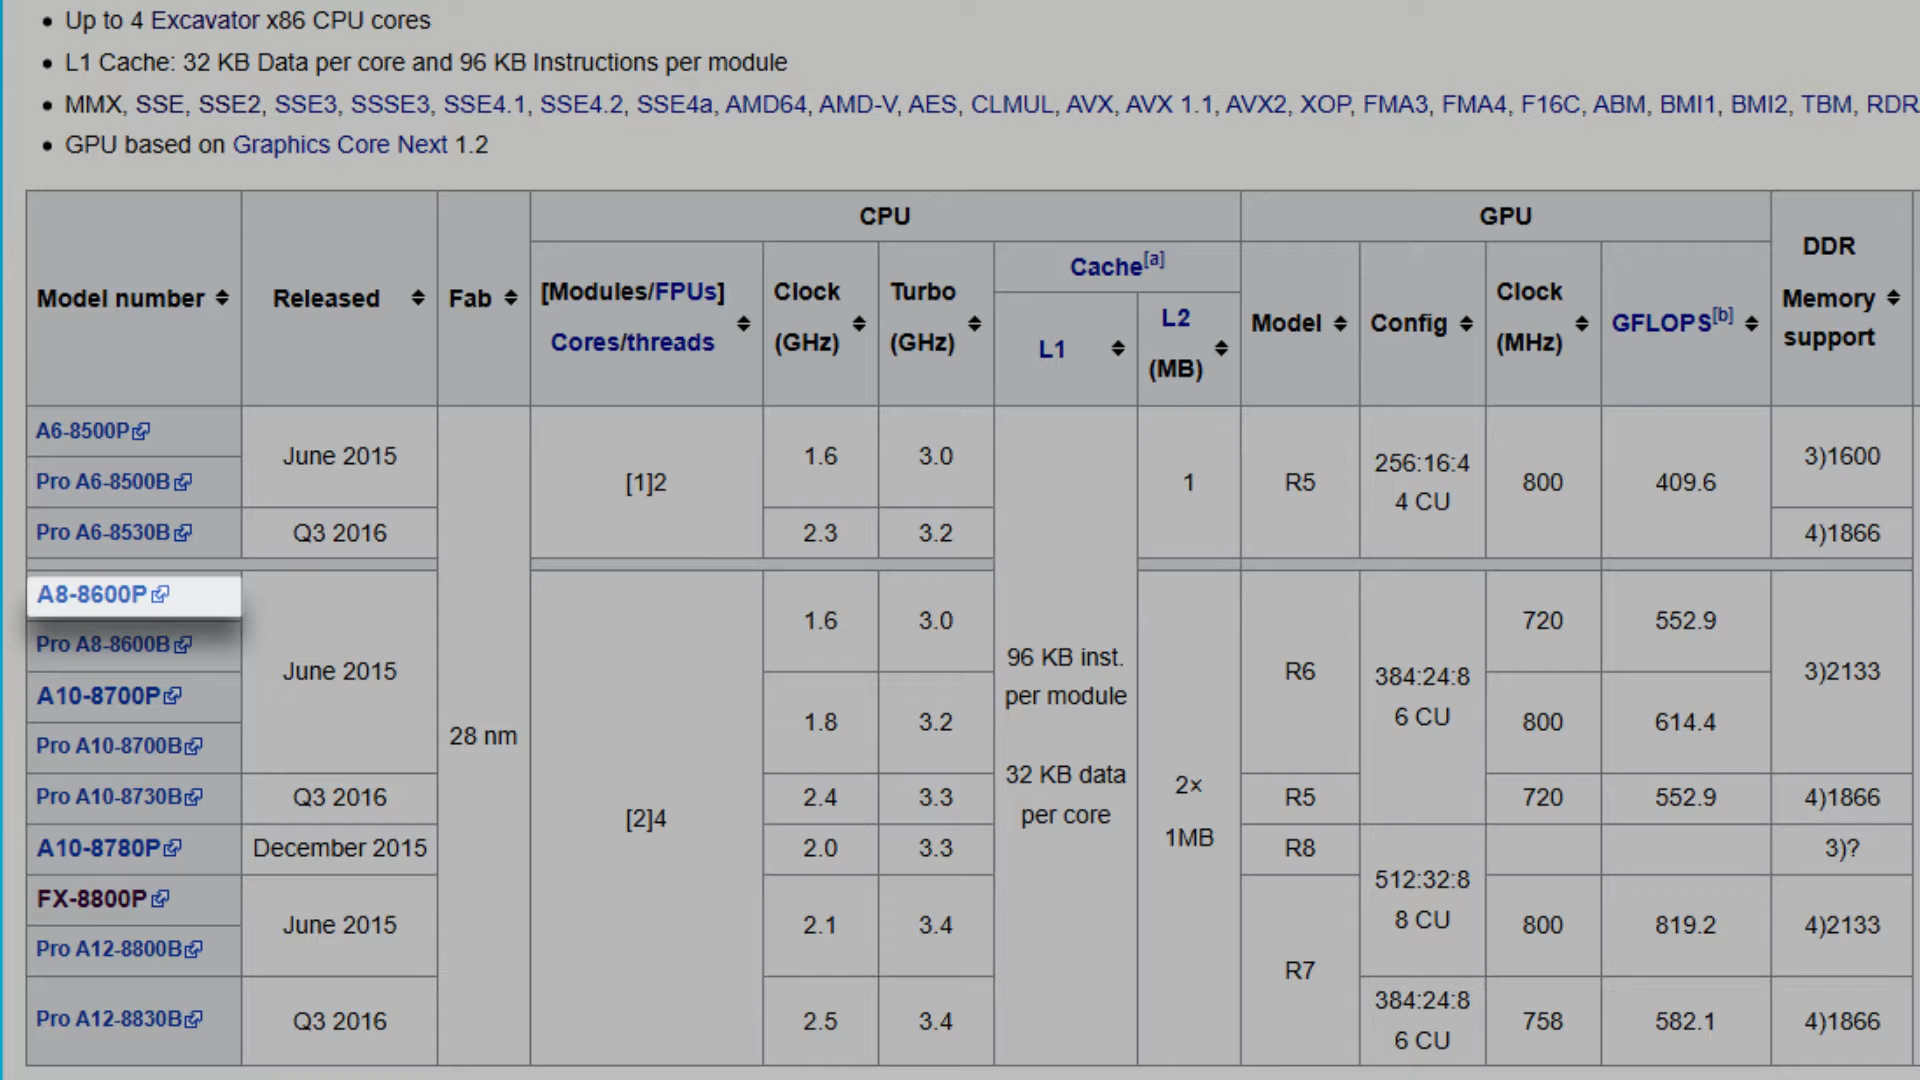 Up to 4 Excavator x86 CPU cores
L1 Cache: 32 KB Data per core and 96 KB Instructions per module
MMX, SSE, SSE2, SSE3, SSSE3, SSE4.1, SSE4.2, SSE4a, AMD64, AMD-V, AES, CLMUL, AVX, AVX 1.1, AVX2, XOP, FMA3, FMA4, F16C, ABM, BMI1, BMI2, TBM, RDR
GPU based on Graphics Core Next 1.2
CPU GPU
Model number Released Fab [Modules/FPUs] Cores/threads Clock (GHz) Turbo (GHz) Cache[a] L1 L2 (MB) Model Config Clock (MHz) GFLOPS[b] DDR Memory support
A6-8500P June 2015 28 nm [1]2 1.6 3.0 96 KB inst. per module 32 KB data per core 1 R5 256:16:4 4 CU 800 409.6 3)1600
Pro A6-8500B
Pro A6-8530B Q3 2016 2.3 3.2 4)1866
A8-8600P June 2015 [2]4 1.6 3.0 2× 1MB R6 384:24:8 6 CU 720 552.9 3)2133
Pro A8-8600B
A10-8700P 1.8 3.2 800 614.4
Pro A10-8700B
Pro A10-8730B Q3 2016 2.4 3.3 R5 720 552.9 4)1866
A10-8780P December 2015 2.0 3.3 R8 512:32:8 8 CU 3)?
FX-8800P June 2015 2.1 3.4 R7 800 819.2 4)2133
Pro A12-8800B
Pro A12-8830B Q3 2016 2.5 3.4 384:24:8 6 CU 758 582.1 4)1866